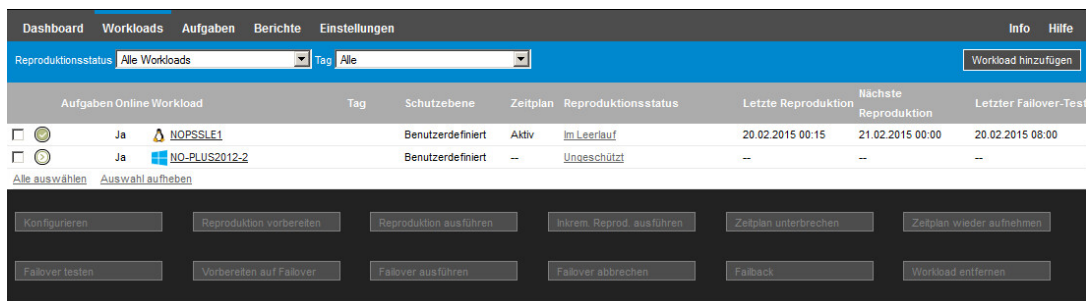 Dashboard Workloads Aufgaben Berichte Einstellungen Info Hilfe
Reproduktionsstatus Alle Workloads Tag Alle Workload hinzufügen
Aufgaben Online Workload Tag Schutzebene Zeitplan Reproduktionsstatus Letzte Reproduktion Nächste Reproduktion Letzter Failover-Test
Ja NOPSSLE1 Benutzerdefiniert Aktiv Im Leerlauf 20.02.2015 00:15 21.02.2015 00:00 20.02.2015 08:00
Ja NO-PLUS2012-2 Benutzerdefiniert -- Ungeschützt -- -- --
Alle auswählen Auswahl aufheben
Konfigurieren Reproduktion vorbereiten Reproduktion ausführen Inkrem. Reprod. ausführen Zeitplan unterbrechen Zeitplan wieder aufnehmen
Failover testen Vorbereiten auf Failover Failover ausführen Failover abbrechen Failback Workload entfernen